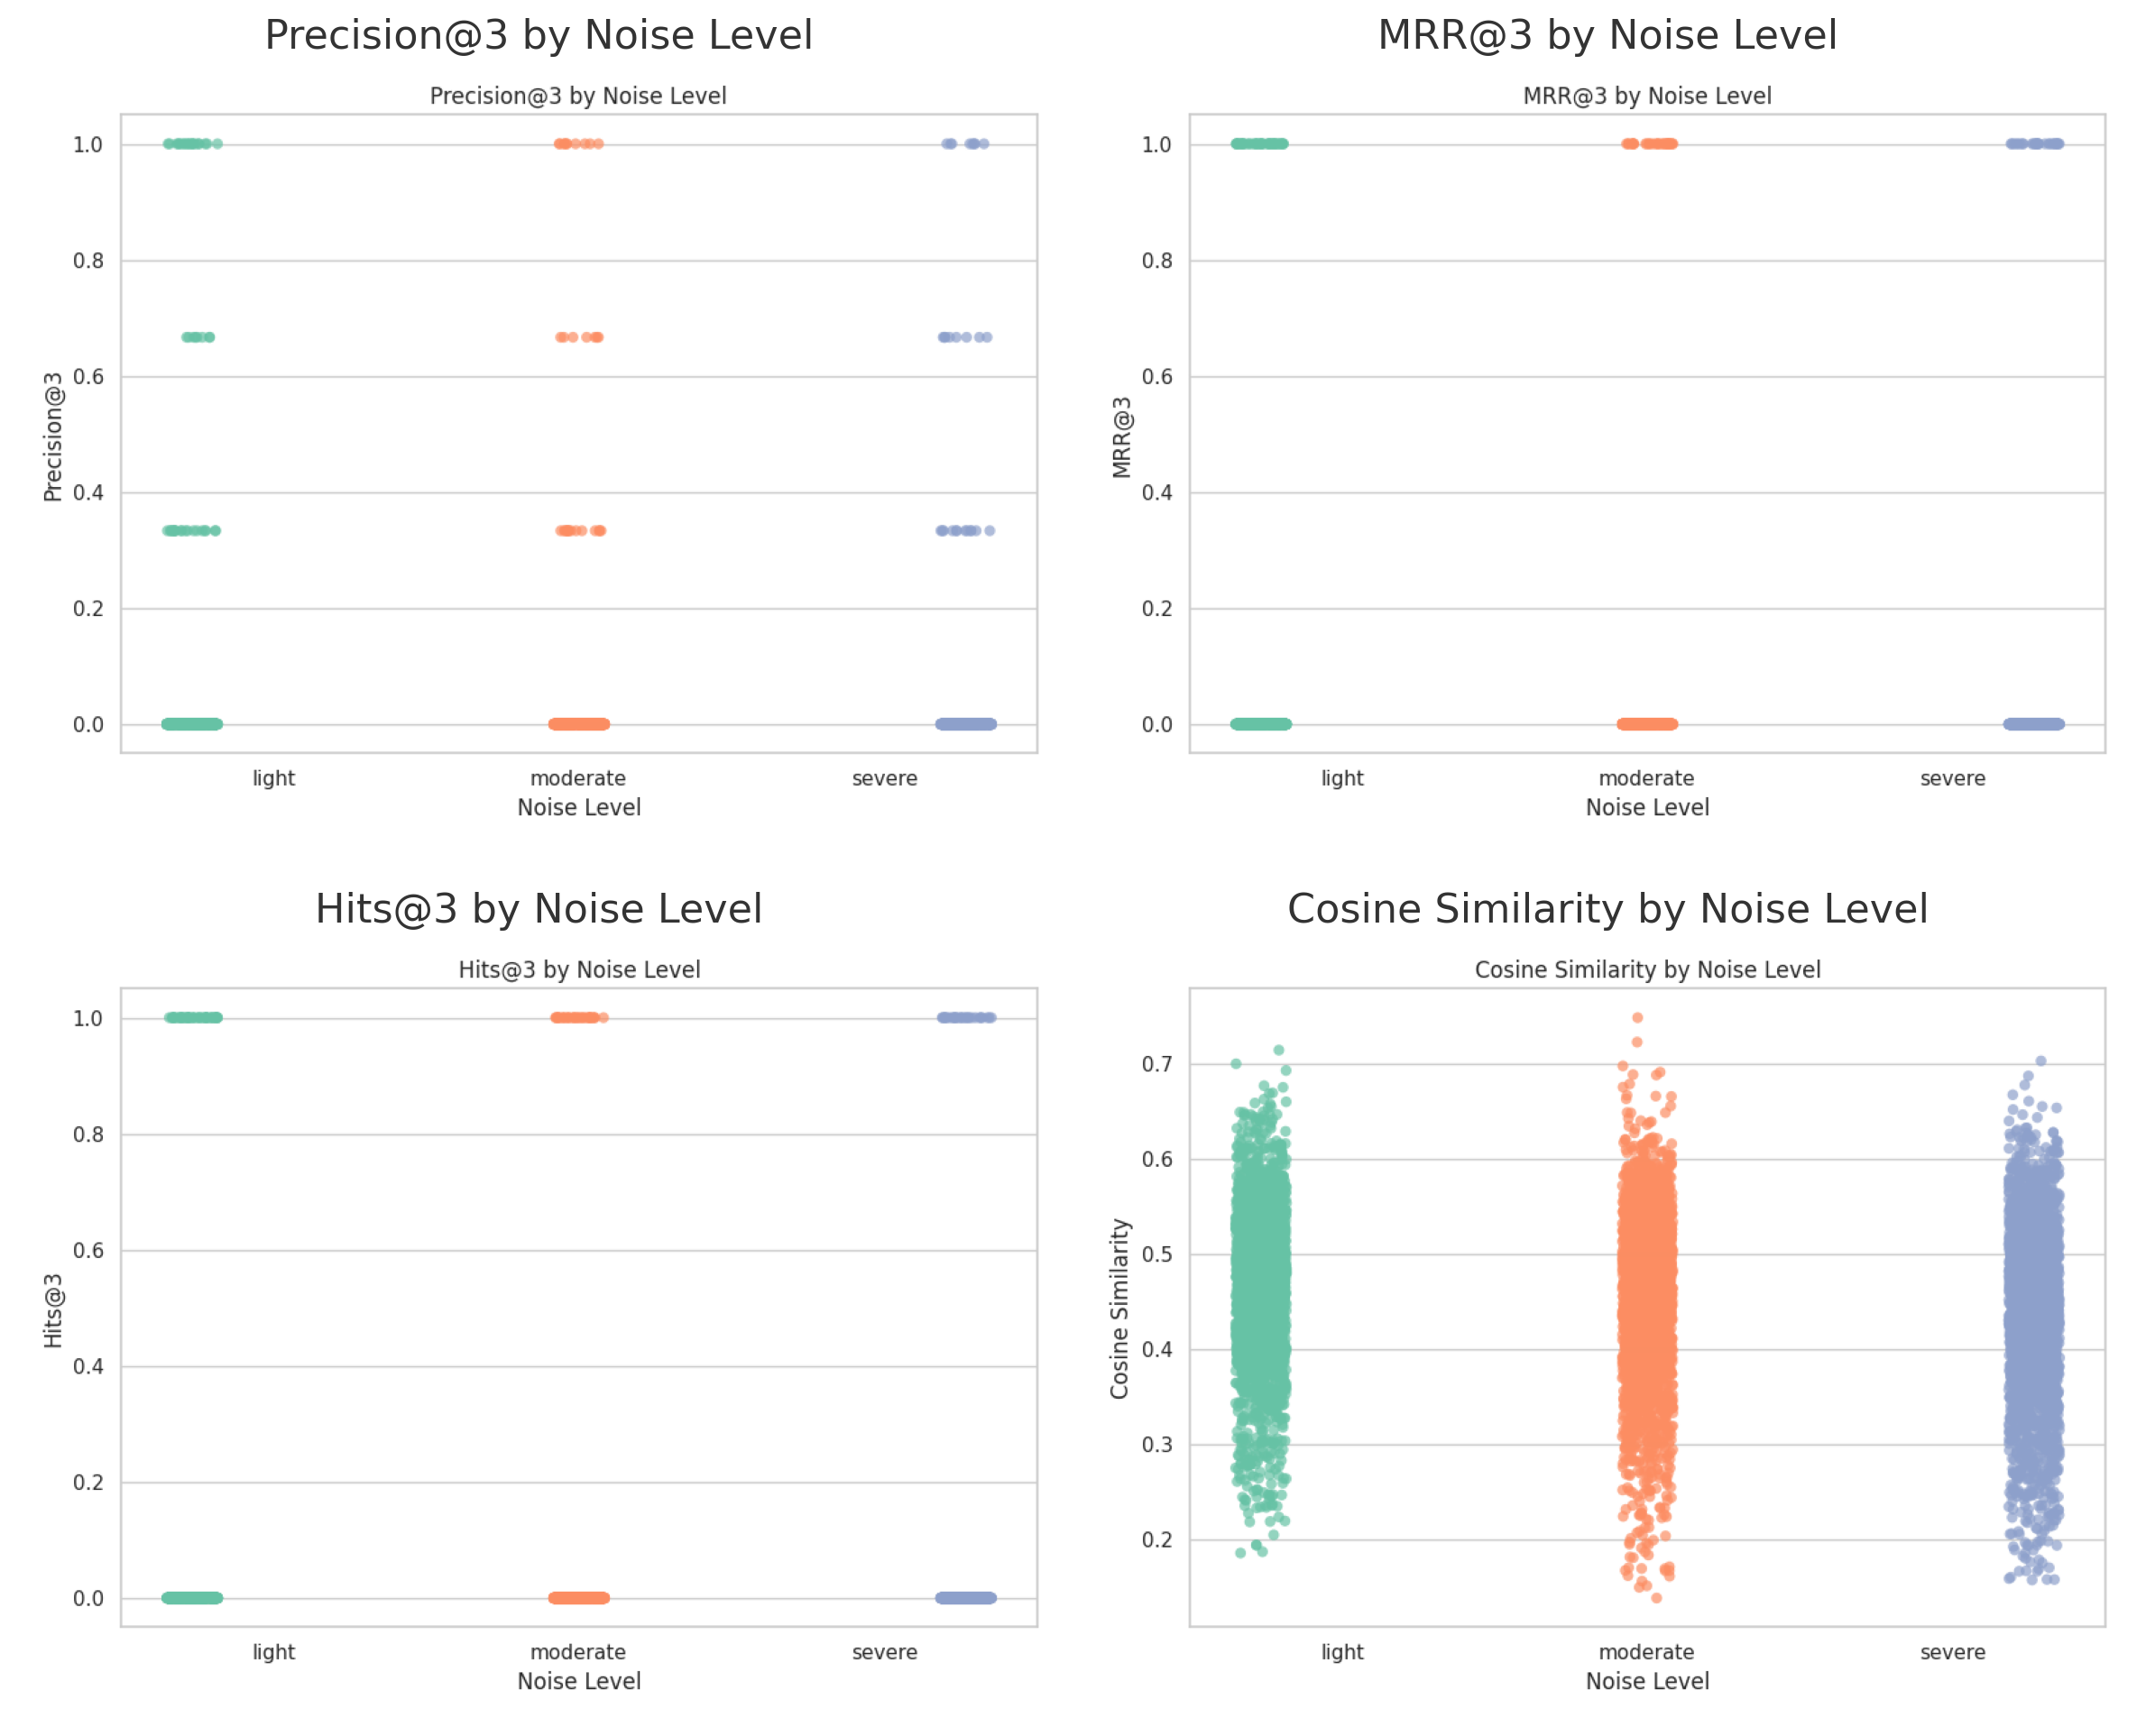 Precision@3 by Noise Level
Precision@3 by Noise Level
Precision@3
1.0
0.8
0.6
0.4
0.2
0.0
light moderate severe
Noise Level
MRR@3 by Noise Level
MRR@3 by Noise Level
MRR@3
1.0
0.8
0.6
0.4
0.2
0.0
light moderate severe
Noise Level
Hits@3 by Noise Level
Hits@3 by Noise Level
Hits@3
1.0
0.8
0.6
0.4
0.2
0.0
light moderate severe
Noise Level
Cosine Similarity by Noise Level
Cosine Similarity by Noise Level
Cosine Similarity
0.7
0.6
0.5
0.4
0.3
0.2
light moderate severe
Noise Level